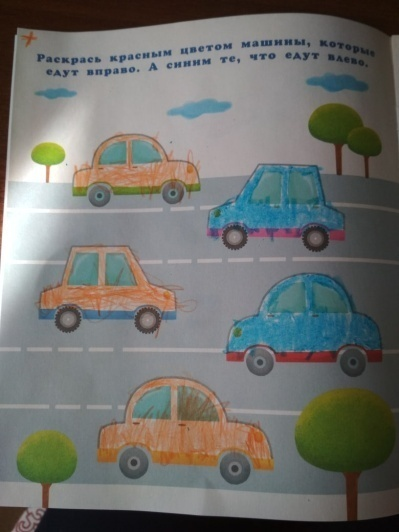 Раскрась красным цветом машины, которые
едут вправо. А синим те, что едут влево.